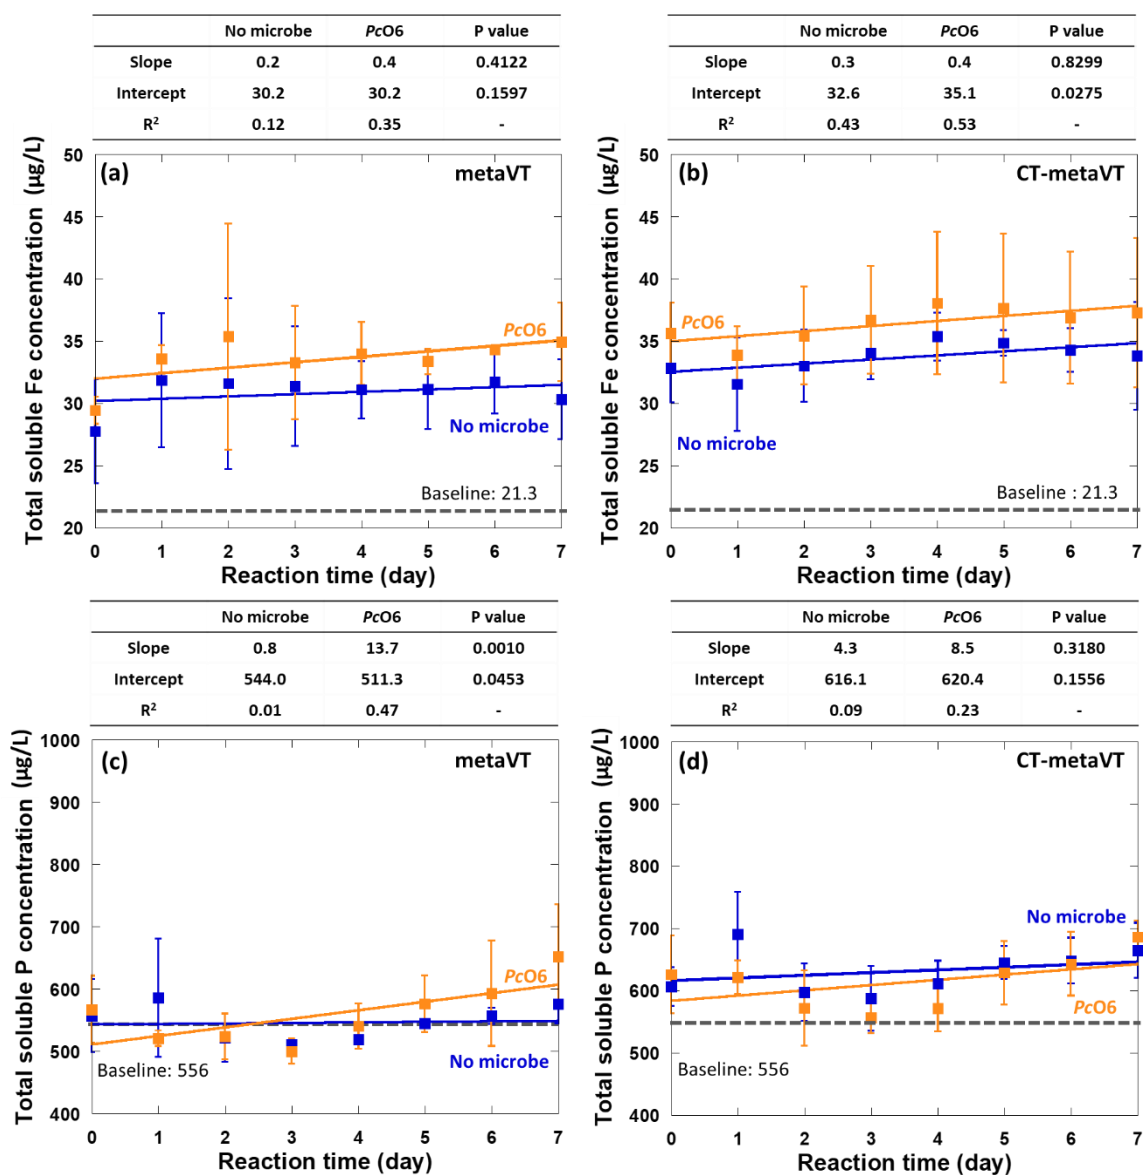 No microbe PcO6 P value
Slope 0.2 0.4 0.4122
Intercept 30.2 30.2 0.1597
R² 0.12 0.35 -
No microbe PcO6 P value
Slope 0.3 0.4 0.8299
Intercept 32.6 35.1 0.0275
R² 0.43 0.53 -
Total soluble Fe concentration (µg/L)
50
45
40
35
30
25
20
(a)
metaVT
PcO6
No microbe
Baseline: 21.3
0 1 2 3 4 5 6 7
Reaction time (day)
Total soluble Fe concentration (µg/L)
50
45
40
35
30
25
20
(b)
CT-metaVT
PcO6
No microbe
Baseline : 21.3
0 1 2 3 4 5 6 7
Reaction time (day)
No microbe PcO6 P value
Slope 0.8 13.7 0.0010
Intercept 544.0 511.3 0.0453
R² 0.01 0.47 -
No microbe PcO6 P value
Slope 4.3 8.5 0.3180
Intercept 616.1 620.4 0.1556
R² 0.09 0.23 -
Total soluble P concentration (µg/L)
1000
900
800
700
600
500
400
(c)
metaVT
PcO6
No microbe
Baseline: 556
0 1 2 3 4 5 6 7
Reaction time (day)
Total soluble P concentration (µg/L)
1000
900
800
700
600
500
400
(d)
CT-metaVT
No microbe
PcO6
Baseline: 556
0 1 2 3 4 5 6 7
Reaction time (day)